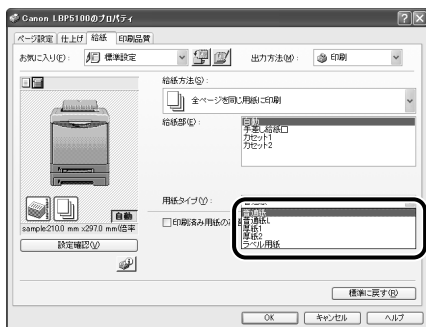 Canon LBP5100のプロパティ
ページ設定 仕上げ 給紙 印刷品質
お気に入り(F): 標準設定 出力方法(M): 印刷
給紙方法(S):
全ページを同じ用紙に印刷
給紙部(E):
自動
手差し給紙口
カセット1
カセット2
自動
sample:210.0 mm x297.0 mm(倍率
設定確認(V)
用紙タイプ(Y):
普通紙
普通紙L
厚紙1
厚紙2
ラベル用紙
印刷済み用紙の
標準に戻す(R)
OK キャンセル ヘルプ